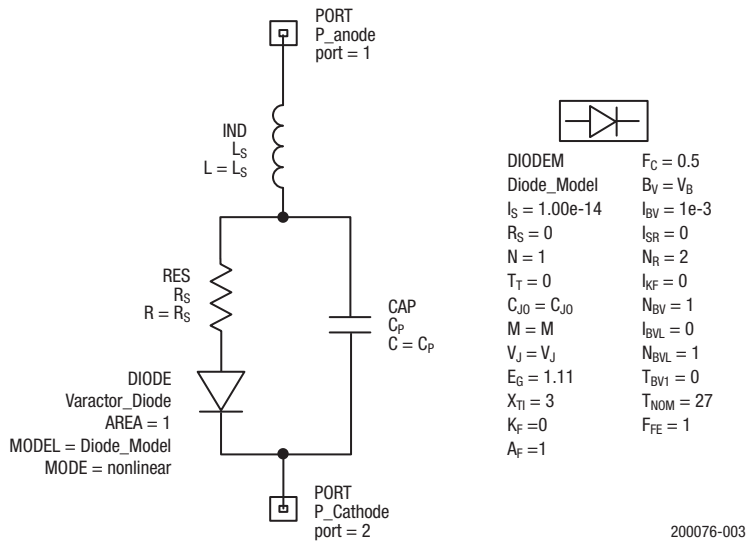 PORT
P_anode
port = 1
IND
LS
L = LS
RES
RS
R = RS
CAP
CP
C = CP
DIODE
Varactor_Diode
AREA = 1
MODEL = Diode_Model
MODE = nonlinear
PORT
P_Cathode
port = 2
DIODEM
Diode_Model
IS = 1.00e-14
RS = 0
N = 1
TT = 0
CJ0 = CJ0
M = M
VJ = VJ
EG = 1.11
XTI = 3
KF =0
AF =1
FC = 0.5
BV = VB
IBV = 1e-3
ISR = 0
NR = 2
IKF = 0
NBV = 1
IBVL = 0
NBVL = 1
TBV1 = 0
TNOM = 27
FFE = 1
200076-003